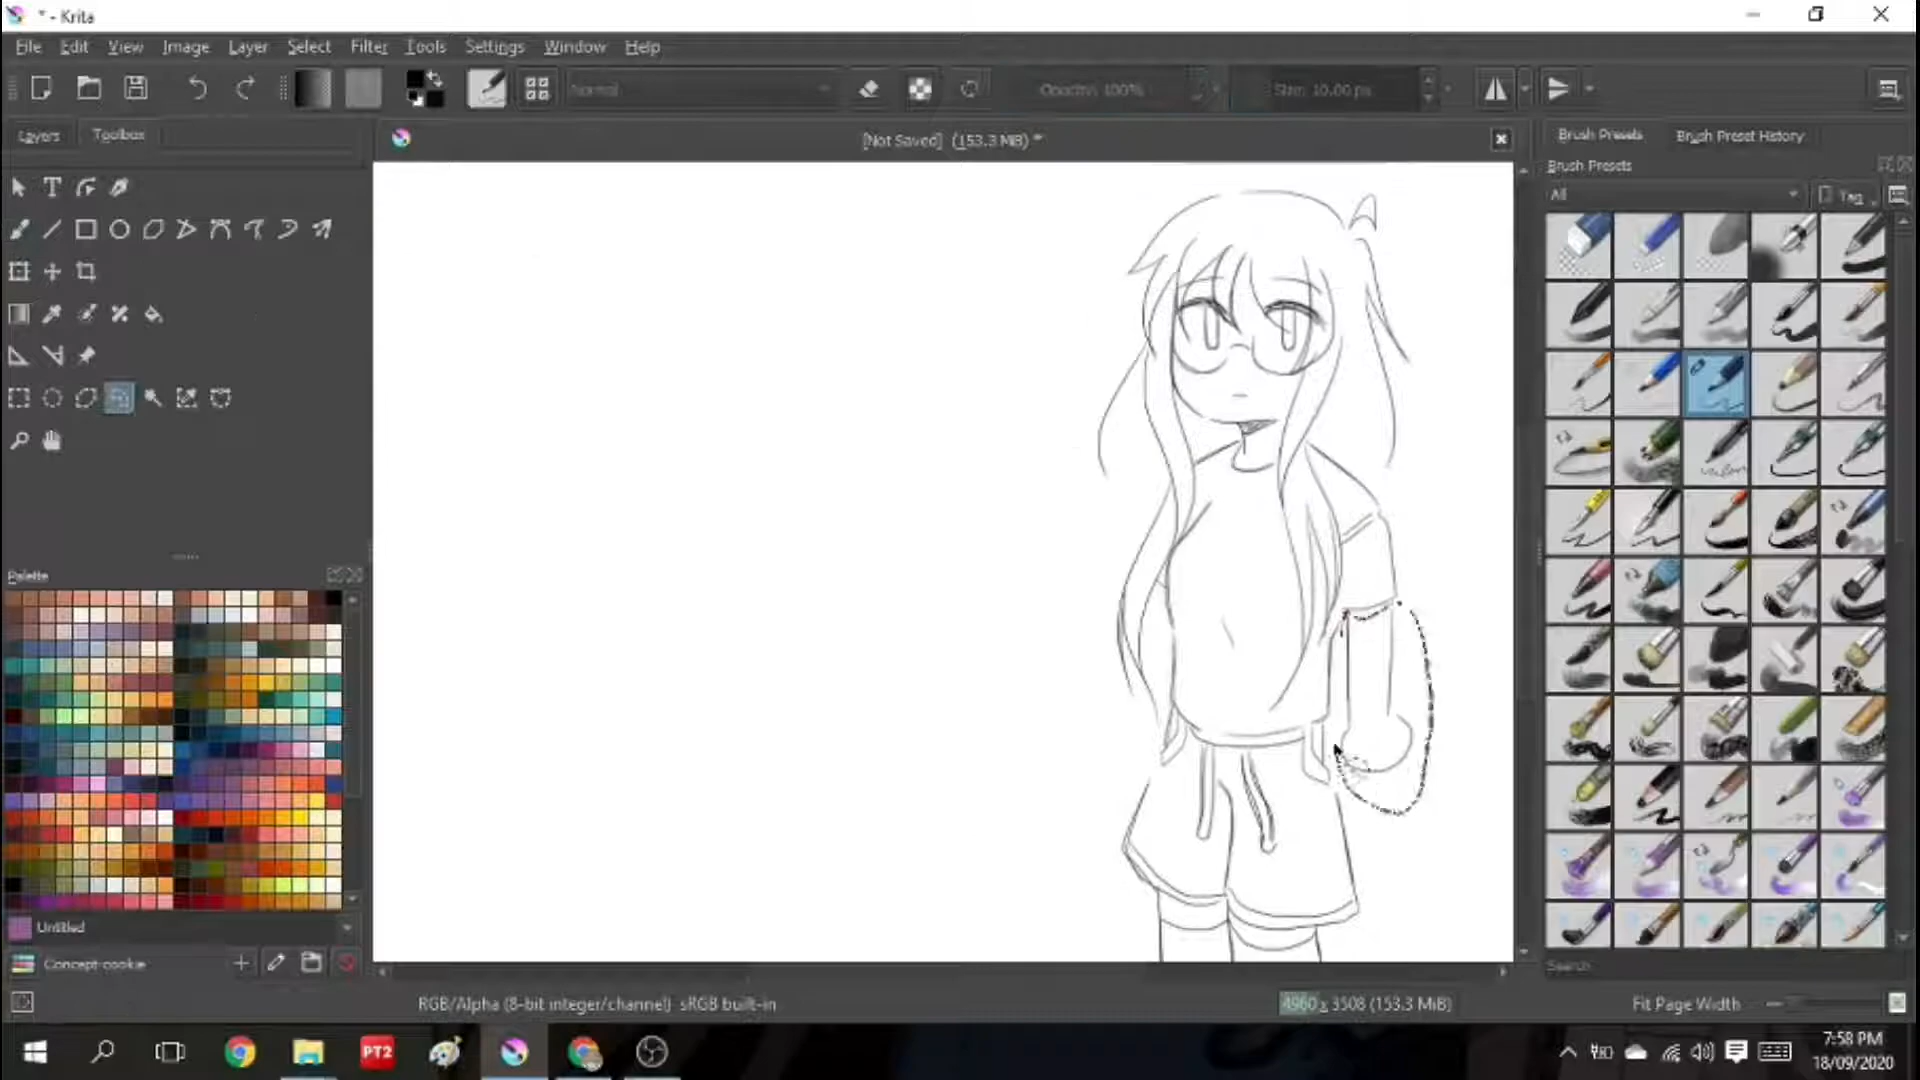 * - Krita
File Edit View Image Layer Select Filter Tools Settings Window Help
Normal
Opacity: 100%
Size: 10.00 px
Layers
Toolbox
[Not Saved] (153.3 MiB) *
Brush Presets
Brush Preset History
Brush Presets
All
Tag
Palette
Untitled
Concept-cookie
Search
RGB/Alpha (8-bit integer/channel) sRGB built-in
4960 x 3508 (153.3 MiB)
Fit Page Width
PT2
7:58 PM
18/09/2020